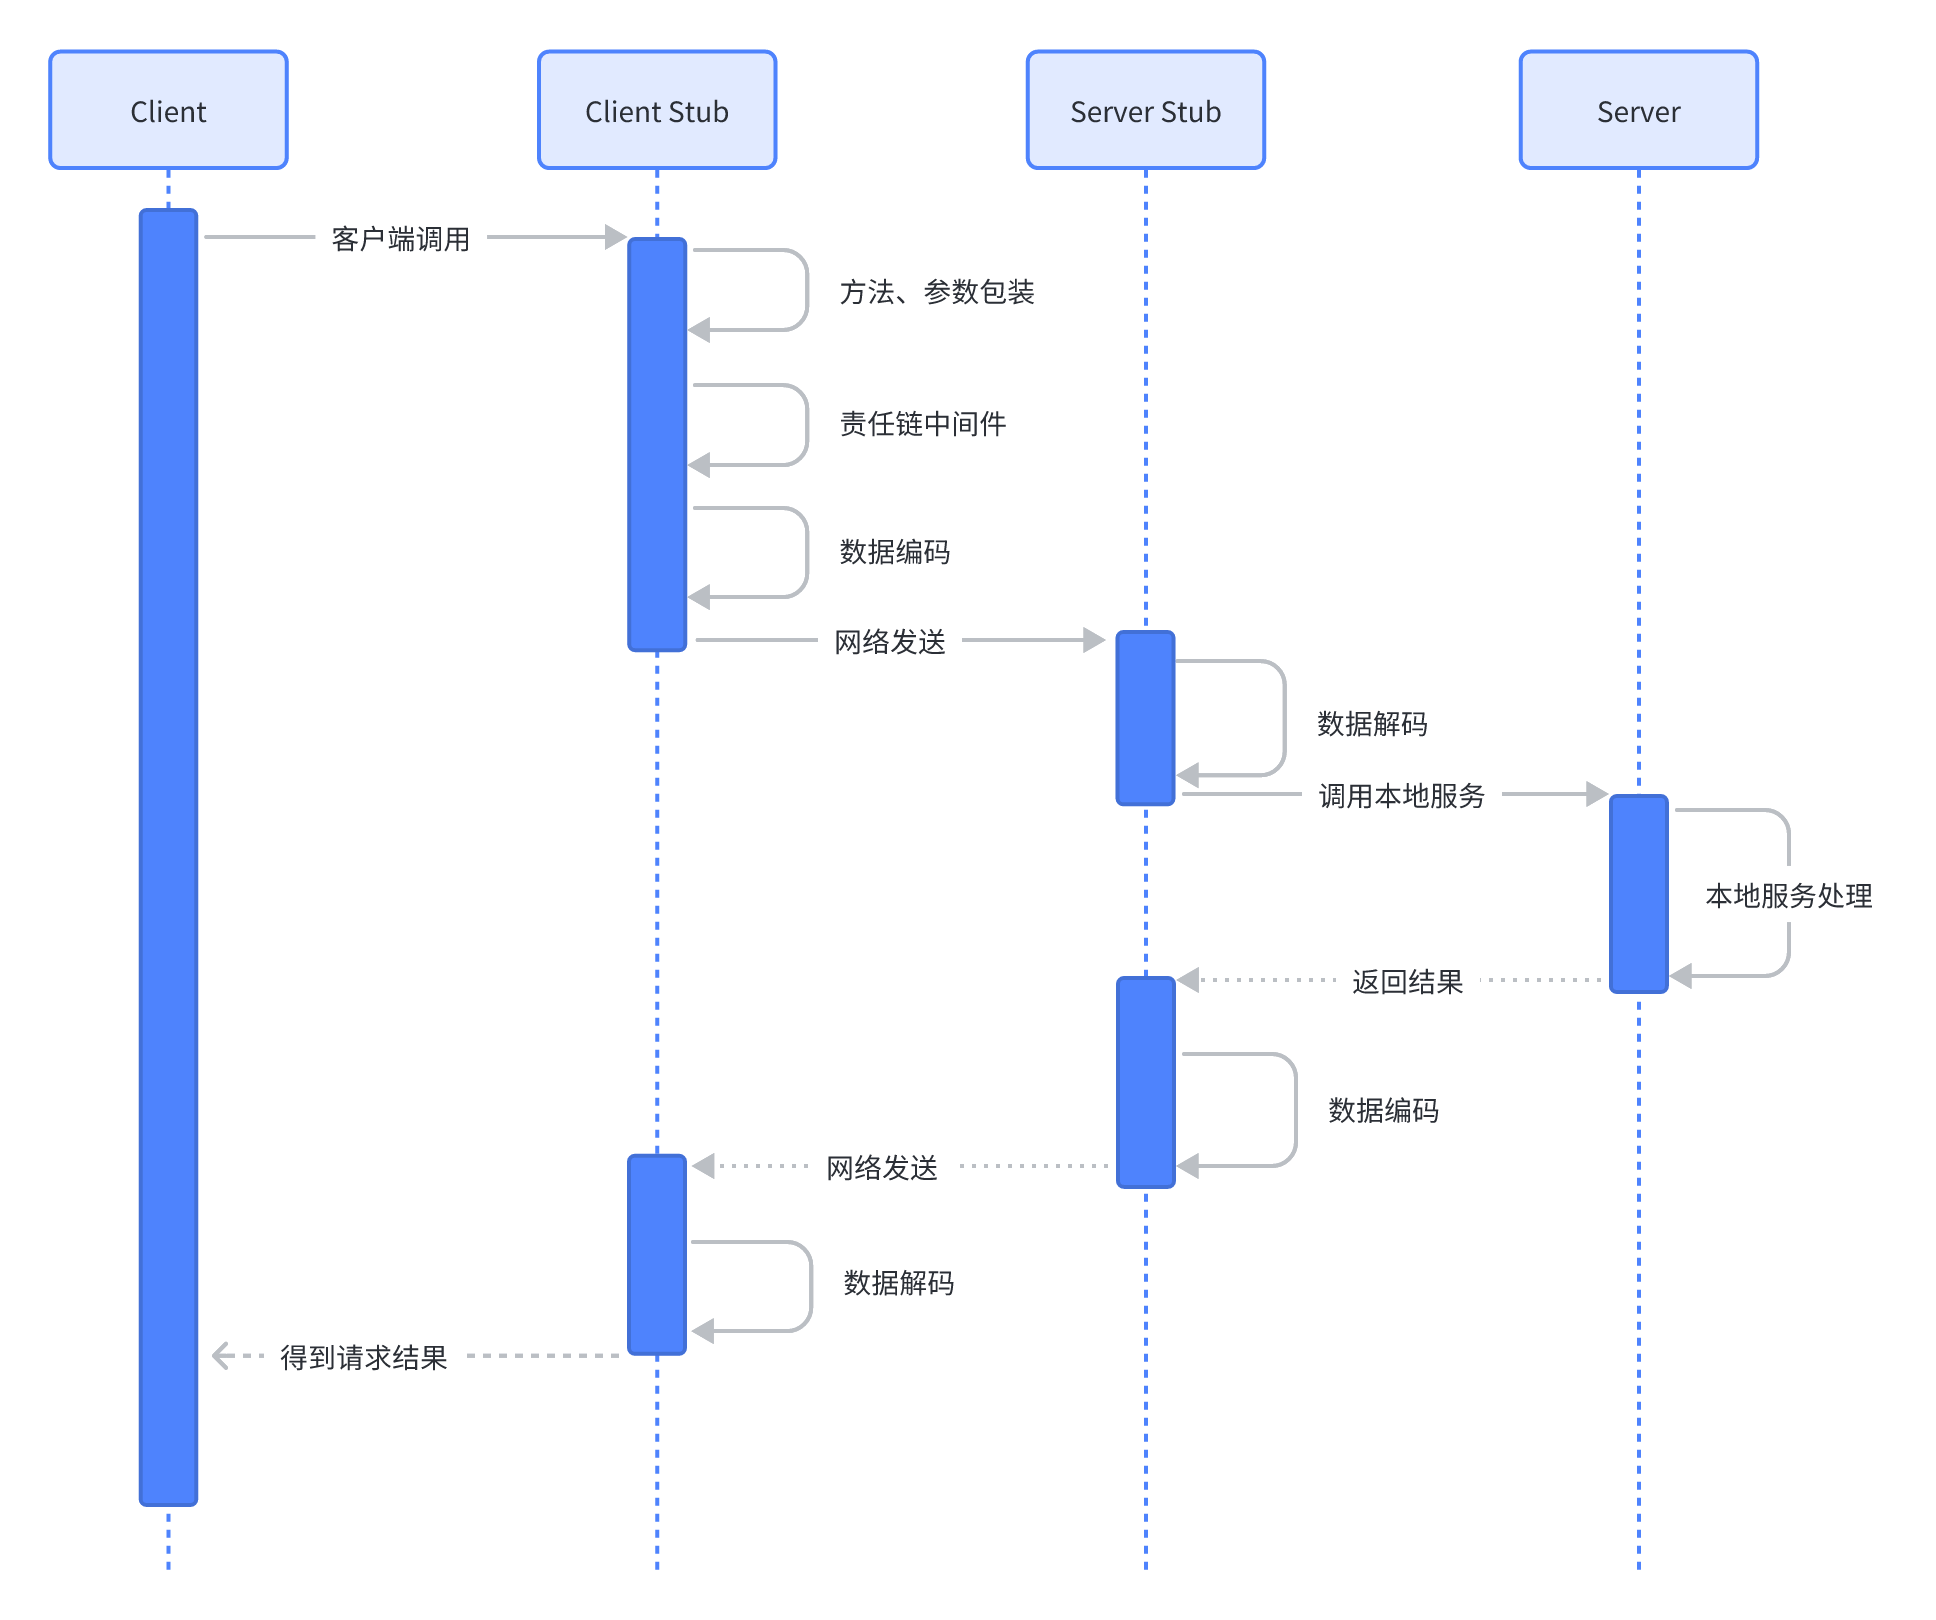 Client
Client Stub
Server Stub
Server
客户端调用
方法、参数包装
责任链中间件
数据编码
网络发送
数据解码
调用本地服务
本地服务处理
返回结果
数据编码
网络发送
数据解码
得到请求结果